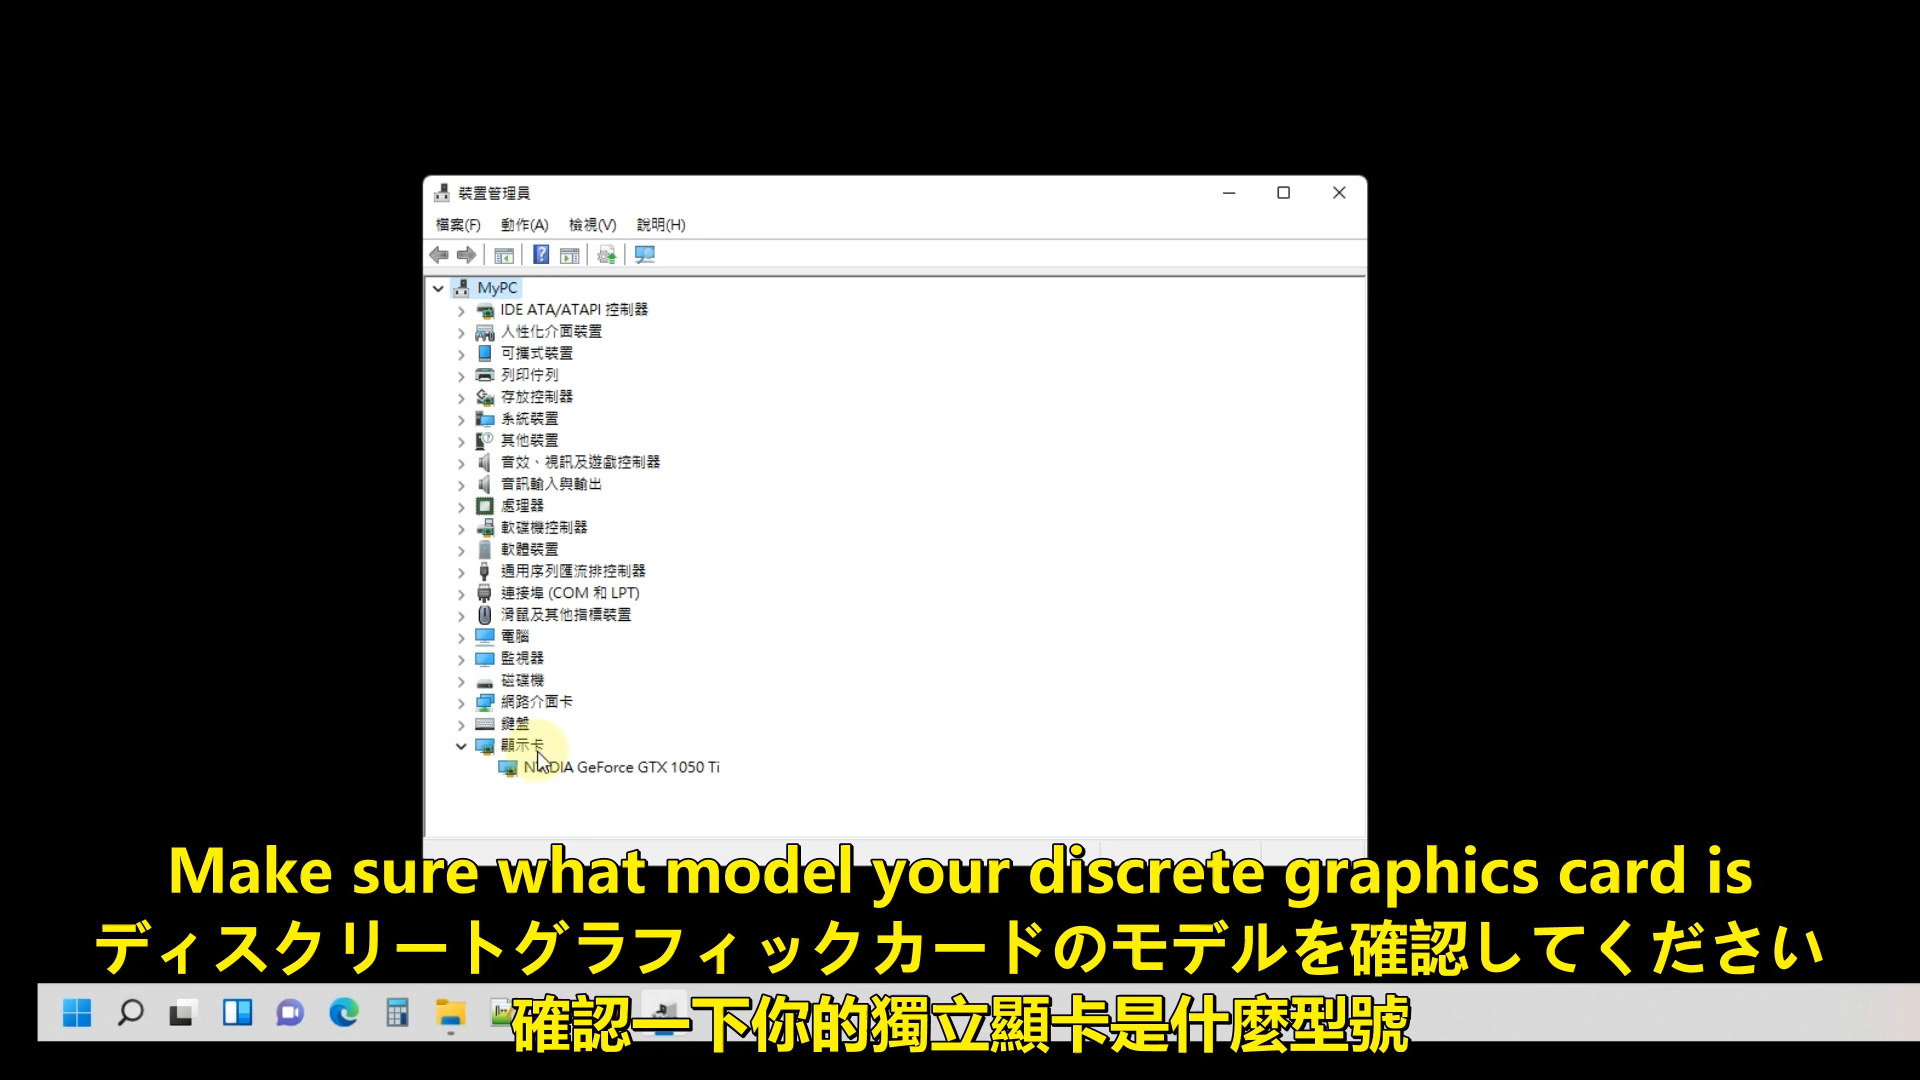 裝置管理員
檔案(F) 動作(A) 檢視(V) 說明(H)
MyPC
IDE ATA/ATAPI 控制器
人性化介面裝置
可攜式裝置
列印佇列
存放控制器
系統裝置
其他裝置
音效、視訊及遊戲控制器
音訊輸入與輸出
處理器
軟碟機控制器
軟體裝置
通用序列匯流排控制器
連接埠 (COM 和 LPT)
滑鼠及其他指標裝置
電腦
監視器
磁碟機
網路介面卡
鍵盤
顯示卡
NVIDIA GeForce GTX 1050 Ti
Make sure what model your discrete graphics card is
ディスクリートグラフィックカードのモデルを確認してください
確認一下你的獨立顯卡是什麼型號